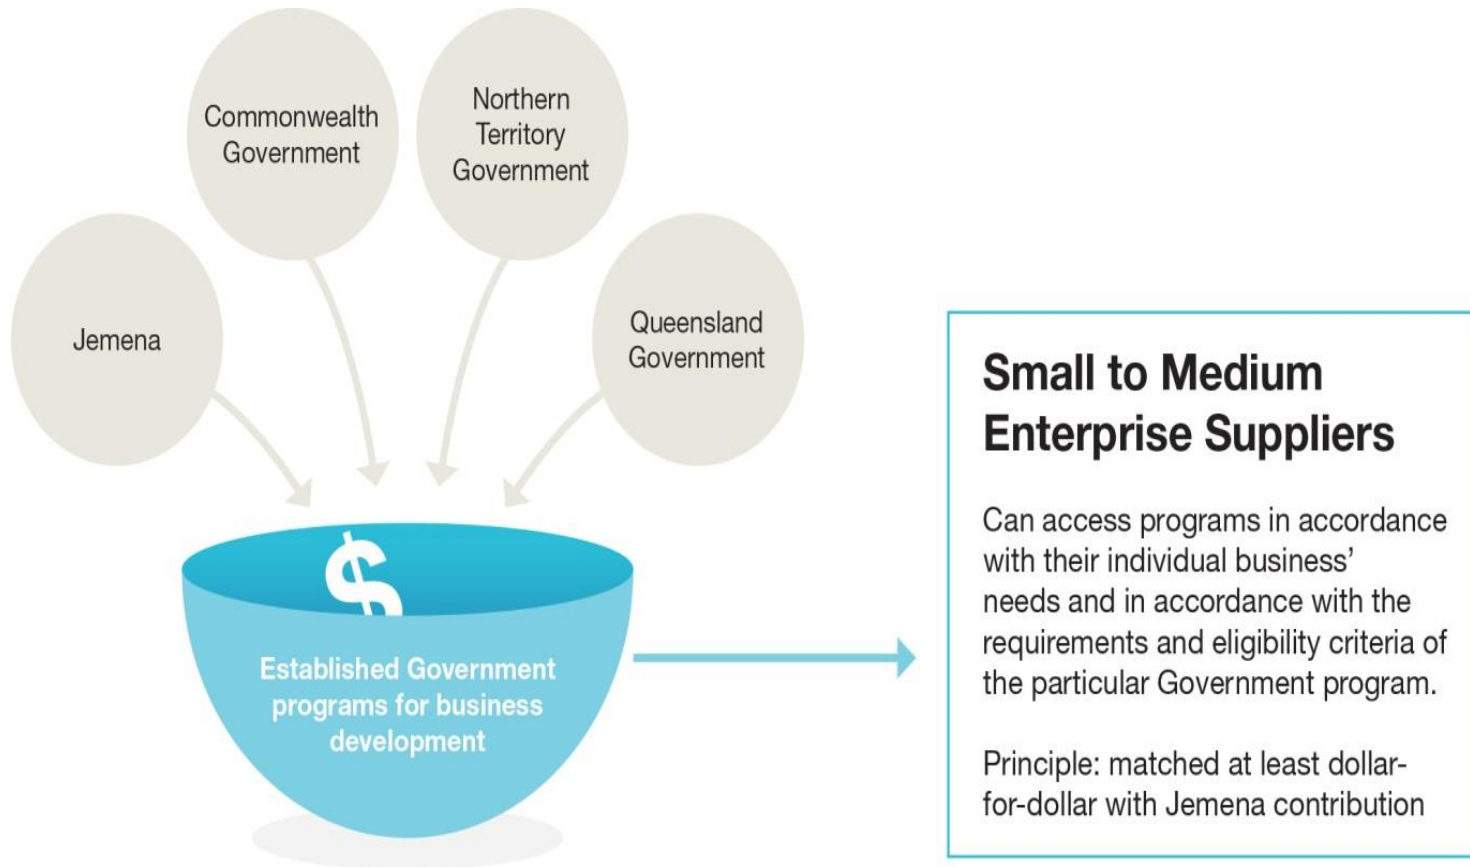 Commonwealth
Government
Northern
Territory
Government
Jemena
Queensland
Government
$
Established Government
programs for business
development
Small to Medium
Enterprise Suppliers
Can access programs in accordance
with their individual business’
needs and in accordance with the
requirements and eligibility criteria of
the particular Government program.
Principle: matched at least dollar-
for-dollar with Jemena contribution